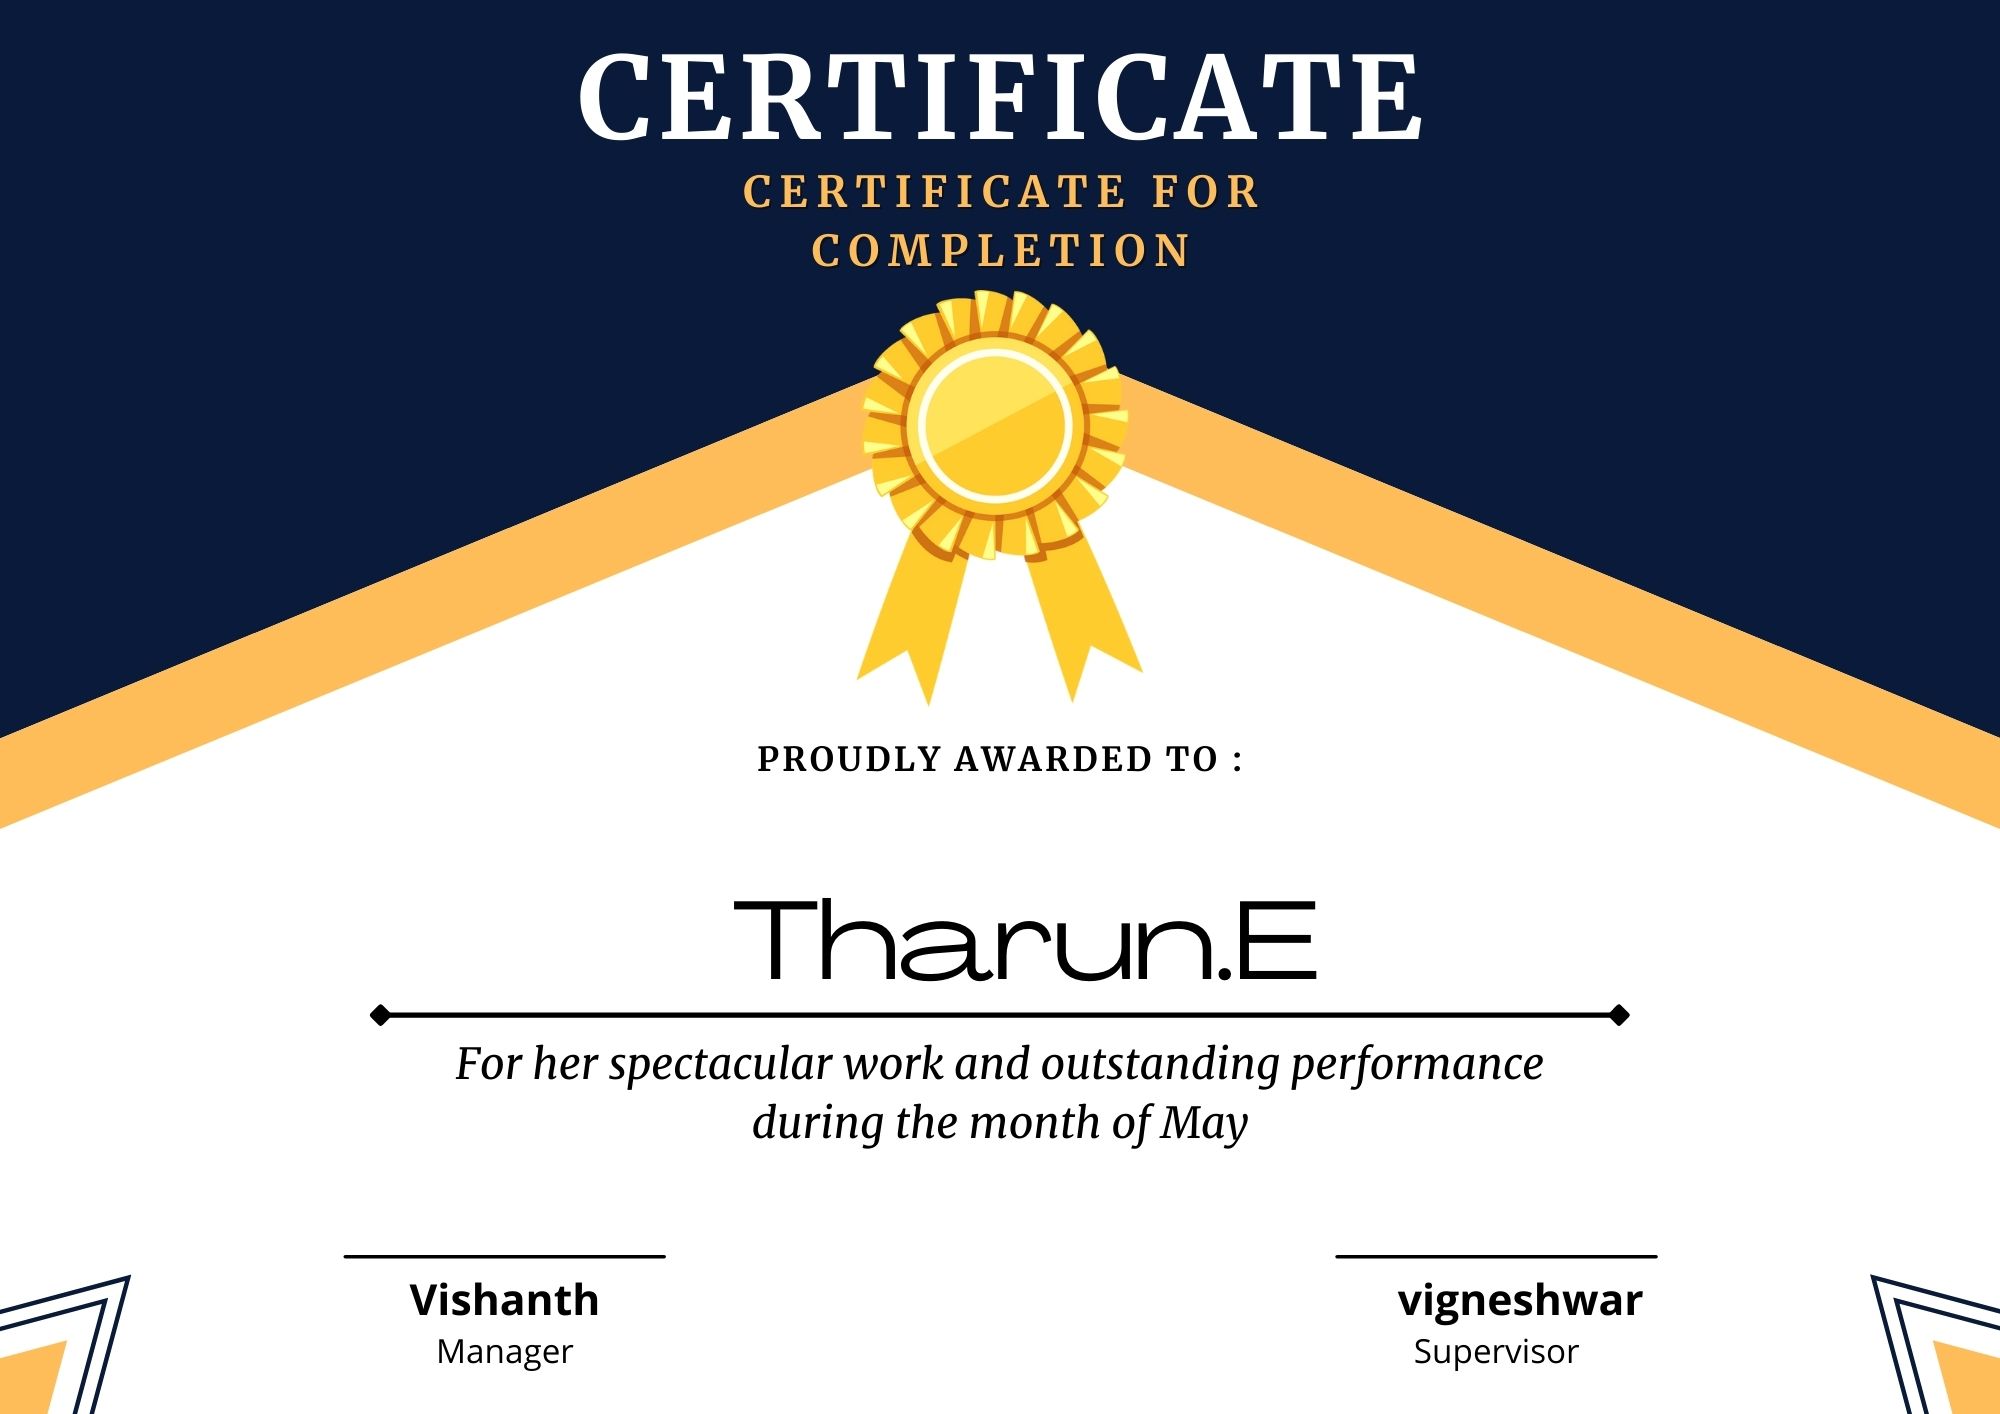 CERTIFICATE
CERTIFICATE FOR
COMPLETION
PROUDLY AWARDED TO :
Tharun.E
For her spectacular work and outstanding performance
during the month of May
Vishanth
Manager
vigneshwar
Supervisor